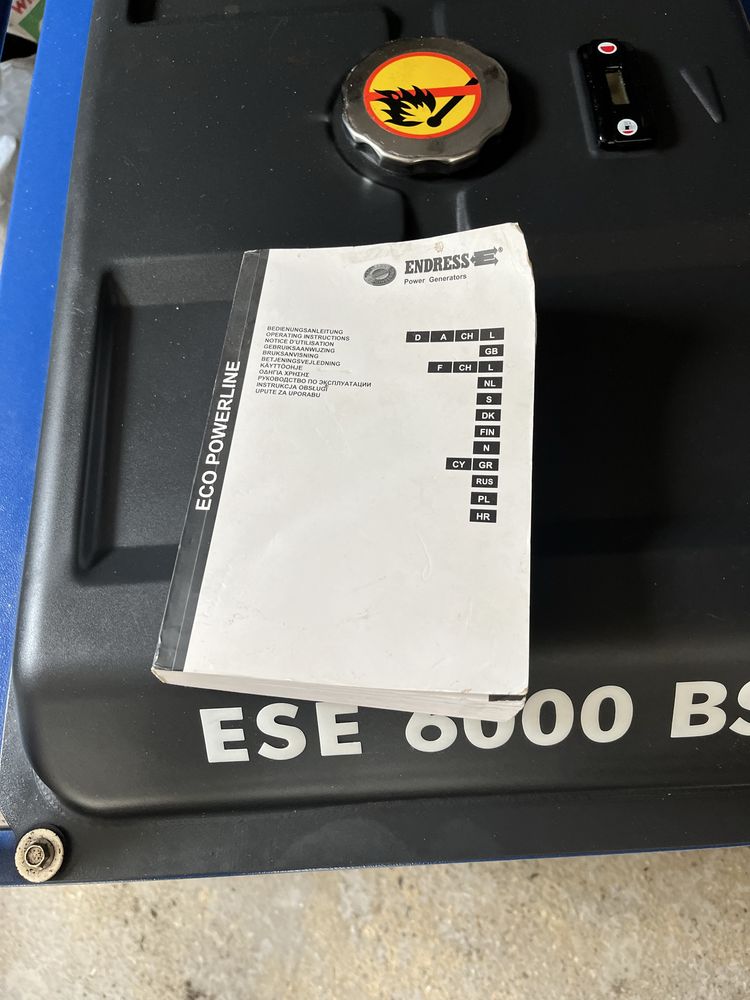 ENDRESS E®
Power Generators
BEDIENUNGSANLEITUNG
OPERATING INSTRUCTIONS
NOTICE D'UTILISATION
GEBRUIKSAANWIJZING
BRUKSANVISNING
BETJENINGSVEJLEDNING
KÄYTTÖOHJE
ΟΔΗΓΙΑ ΧΡΗΣΗΣ
РУКОВОДСТВО ПО ЭКСПЛУАТАЦИИ
INSTRUKCJA OBSŁUGI
UPUTE ZA UPORABU
D A CH L
GB
F CH L
NL
S
DK
FIN
N
CY GR
RUS
PL
HR
ECO POWERLINE
ESE 6000 BS